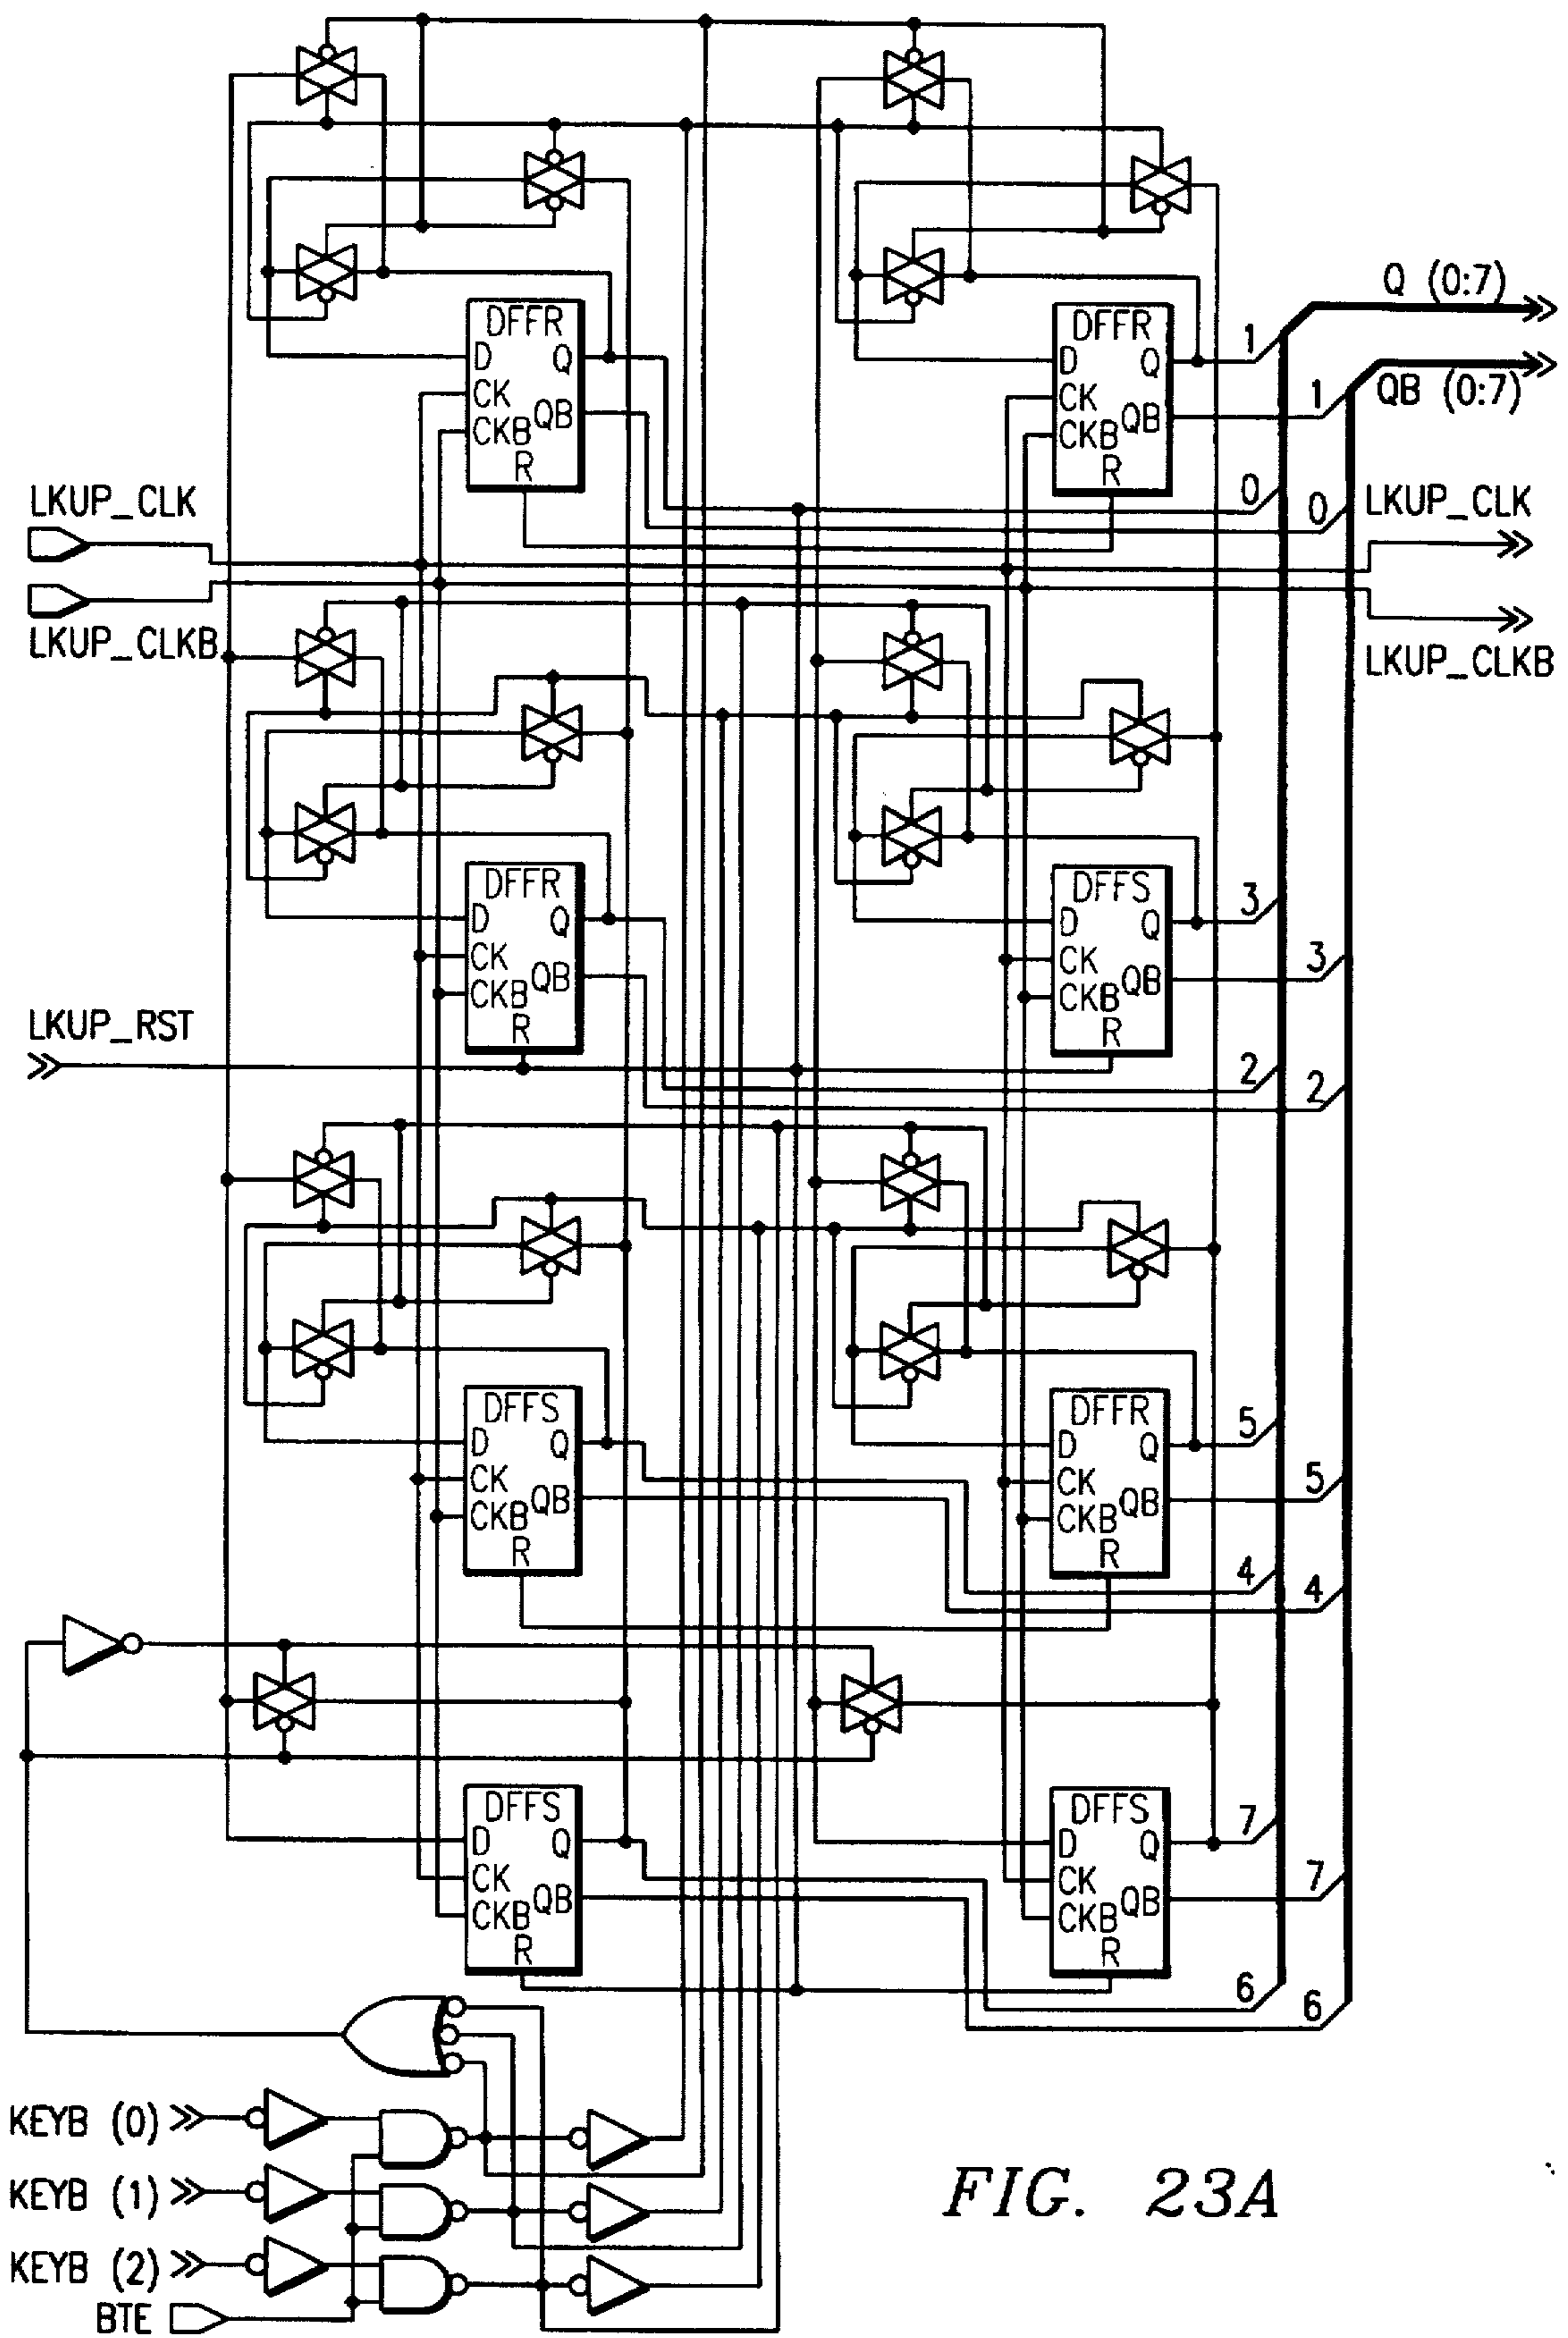 Q (0:7)
DFFR
D Q
CK
QB
CKB
R
DFFR
D Q
CK
QB
CKB
R
1
1
QB (0:7)
LKUP_CLK
0
0
LKUP_CLK
LKUP_CLKB
LKUP_CLKB
DFFR
D Q
CK
QB
CKB
R
DFFS
D Q
CK
QB
CKB
R
3
3
LKUP_RST
2
2
DFFS
D Q
CK
QB
CKB
R
DFFR
D Q
CK
QB
CKB
R
5
5
4
4
DFFS
D Q
CK
QB
CKB
R
DFFS
D Q
CK
QB
CKB
R
7
7
6
6
KEYB (0)
KEYB (1)
KEYB (2)
BTE
FIG. 23A